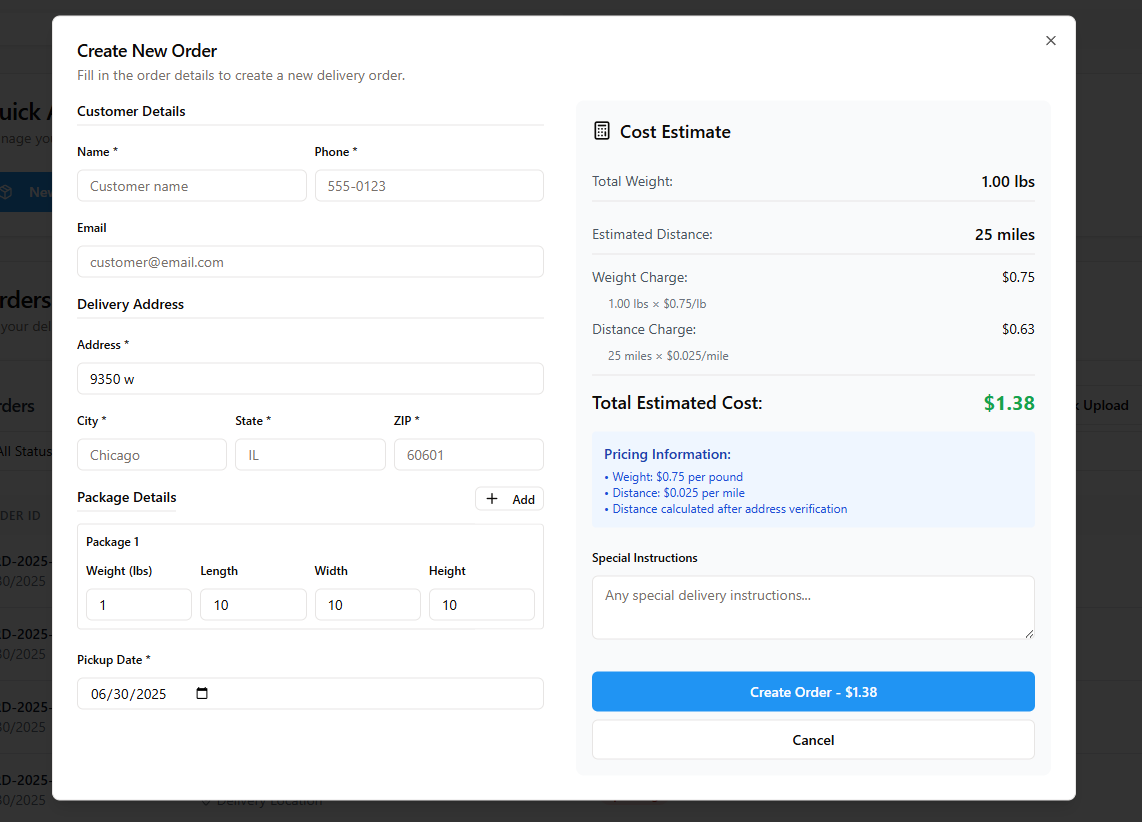 Create New Order
Fill in the order details to create a new delivery order.
Customer Details
Name *
Phone *
Customer name
555-0123
Email
customer@email.com
Delivery Address
Address *
9350 w
City *
State *
ZIP *
Chicago
IL
60601
Package Details
Add
Package 1
Weight (lbs)
Length
Width
Height
1
10
10
10
Pickup Date *
06/30/2025
Cost Estimate
Total Weight:
1.00 lbs
Estimated Distance:
25 miles
Weight Charge:
$0.75
1.00 lbs × $0.75/lb
Distance Charge:
$0.63
25 miles × $0.025/mile
Total Estimated Cost:
$1.38
Pricing Information:
• Weight: $0.75 per pound
• Distance: $0.025 per mile
• Distance calculated after address verification
Special Instructions
Any special delivery instructions...
Create Order - $1.38
Cancel
uick A
nage yo
New
rders
your del
ders
Upload
All Status
DER ID
D-2025-
30/2025
D-2025-
30/2025
D-2025-
30/2025
D-2025-
30/2025
Delivery Location